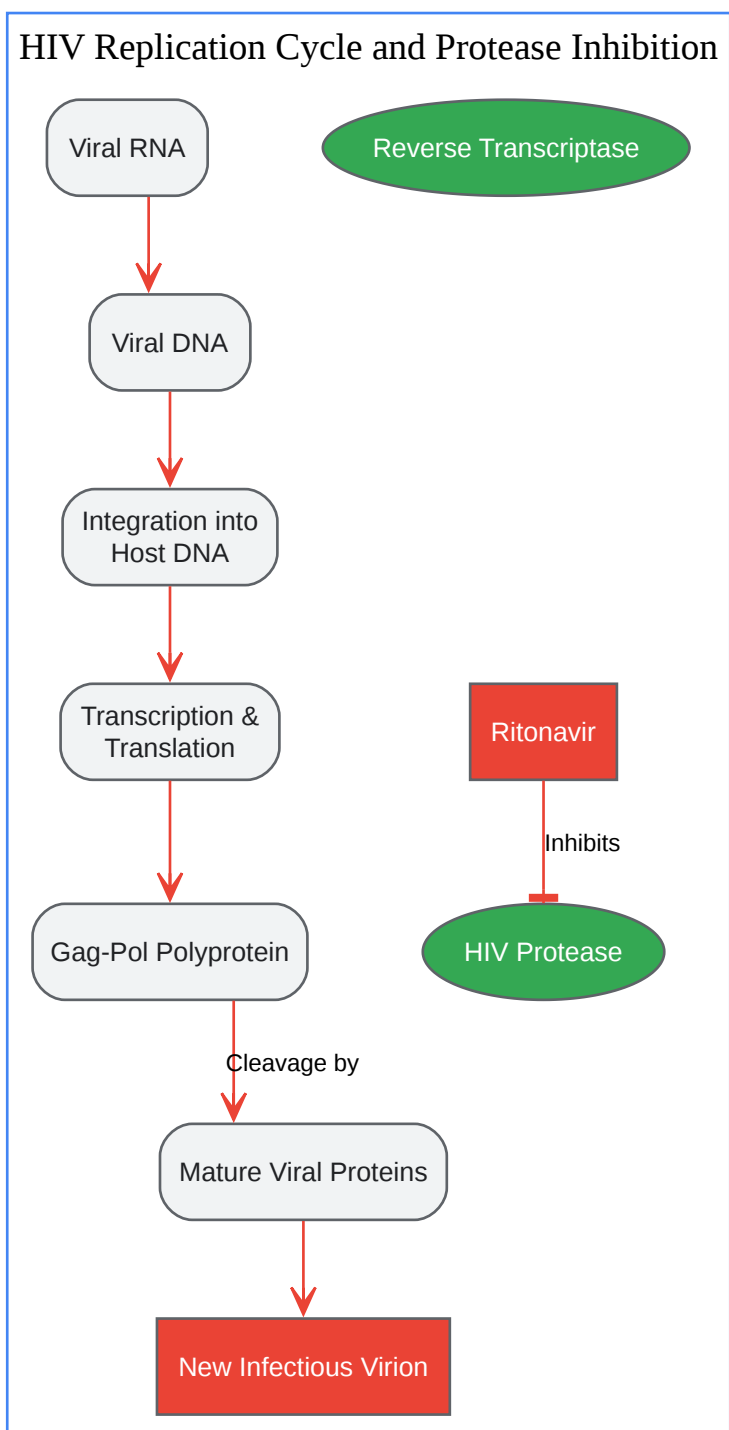 HIV Replication Cycle and Protease Inhibition
Viral RNA
Reverse Transcriptase
Viral DNA
Integration into
Host DNA
Transcription &
Translation
Ritonavir
Inhibits
Gag-Pol Polyprotein
HIV Protease
Cleavage by
Mature Viral Proteins
New Infectious Virion